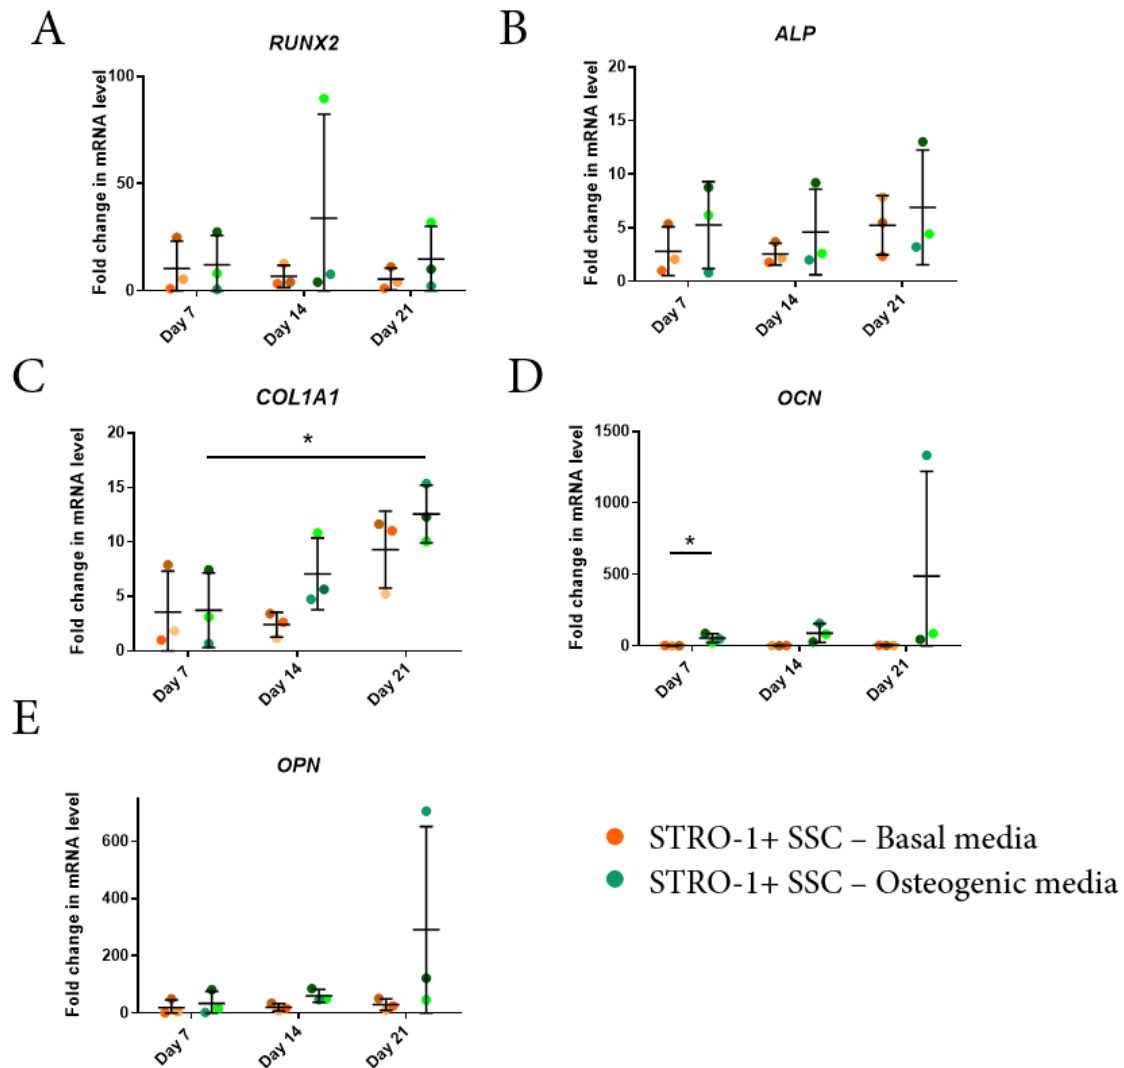 A
RUNX2
Fold change in mRNA level
100
50
0
Day 7
Day 14
Day 21
B
ALP
Fold change in mRNA level
20
15
10
5
0
Day 7
Day 14
Day 21
C
COL1A1
Fold change in mRNA level
20
15
10
5
0
*
Day 7
Day 14
Day 21
D
OCN
Fold change in mRNA level
1500
1000
500
0
*
Day 7
Day 14
Day 21
E
OPN
Fold change in mRNA level
600
400
200
0
Day 7
Day 14
Day 21
STRO-1+ SSC – Basal media
STRO-1+ SSC – Osteogenic media